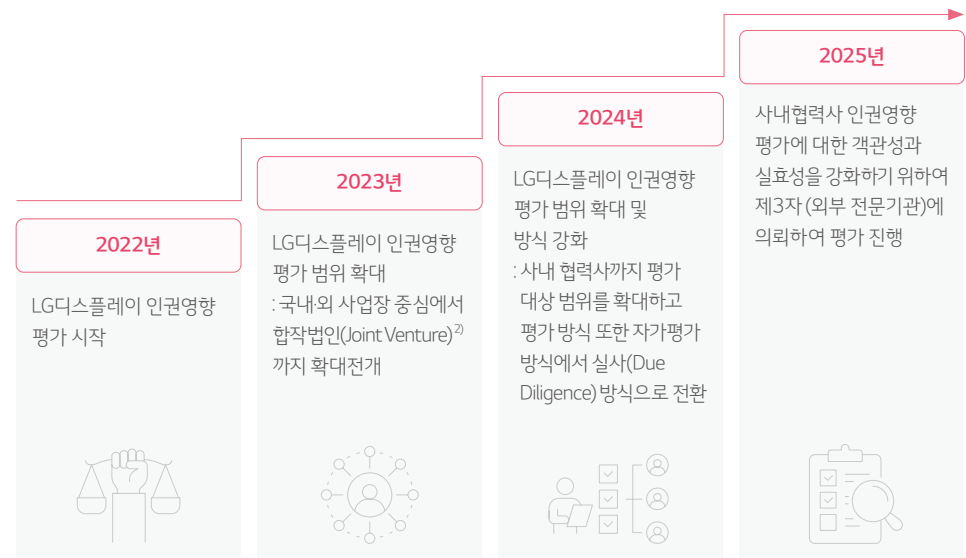 2022년
LG디스플레이 인권영향
평가 시작
2023년
LG디스플레이 인권영향
평가 범위 확대
: 국내·외 사업장 중심에서
합작법인(Joint Venture)2)
까지 확대전개
2024년
LG디스플레이 인권영향
평가 범위 확대 및
방식 강화
: 사내 협력사까지 평가
대상 범위를 확대하고
평가 방식 또한 자가평가
방식에서 실사(Due
Diligence) 방식으로 전환
2025년
사내협력사 인권영향
평가에 대한 객관성과
실효성을 강화하기 위하여
제3자 (외부 전문기관)에
의뢰하여 평가 진행